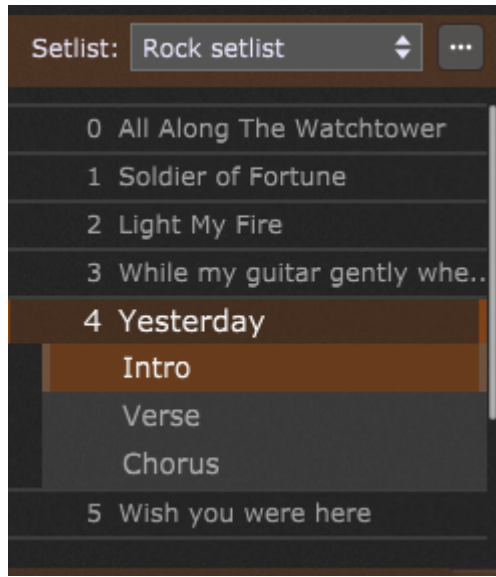 Setlist: Rock setlist ...
0 All Along The Watchtower
1 Soldier of Fortune
2 Light My Fire
3 While my guitar gently whe..
4 Yesterday
Intro
Verse
Chorus
5 Wish you were here